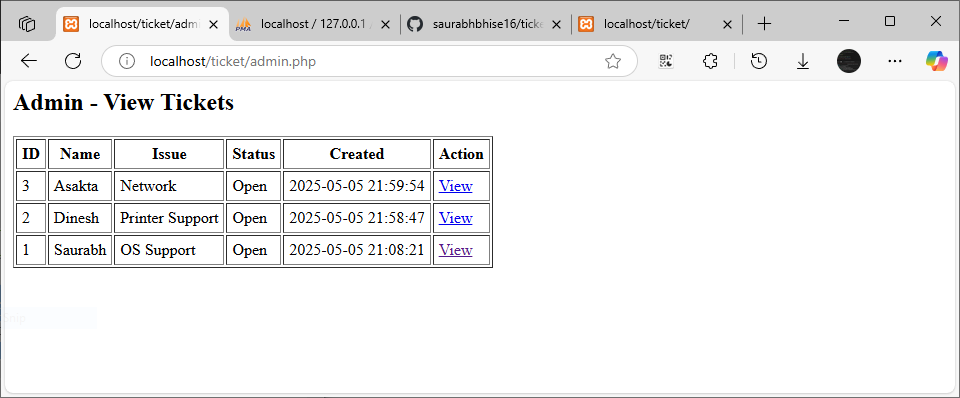 localhost/ticket/adm
localhost / 127.0.0.1
saurabhbhise16/ticke
localhost/ticket/
localhost/ticket/admin.php
Admin - View Tickets
ID Name Issue Status Created Action
3 Asakta Network Open 2025-05-05 21:59:54 View
2 Dinesh Printer Support Open 2025-05-05 21:58:47 View
1 Saurabh OS Support Open 2025-05-05 21:08:21 View